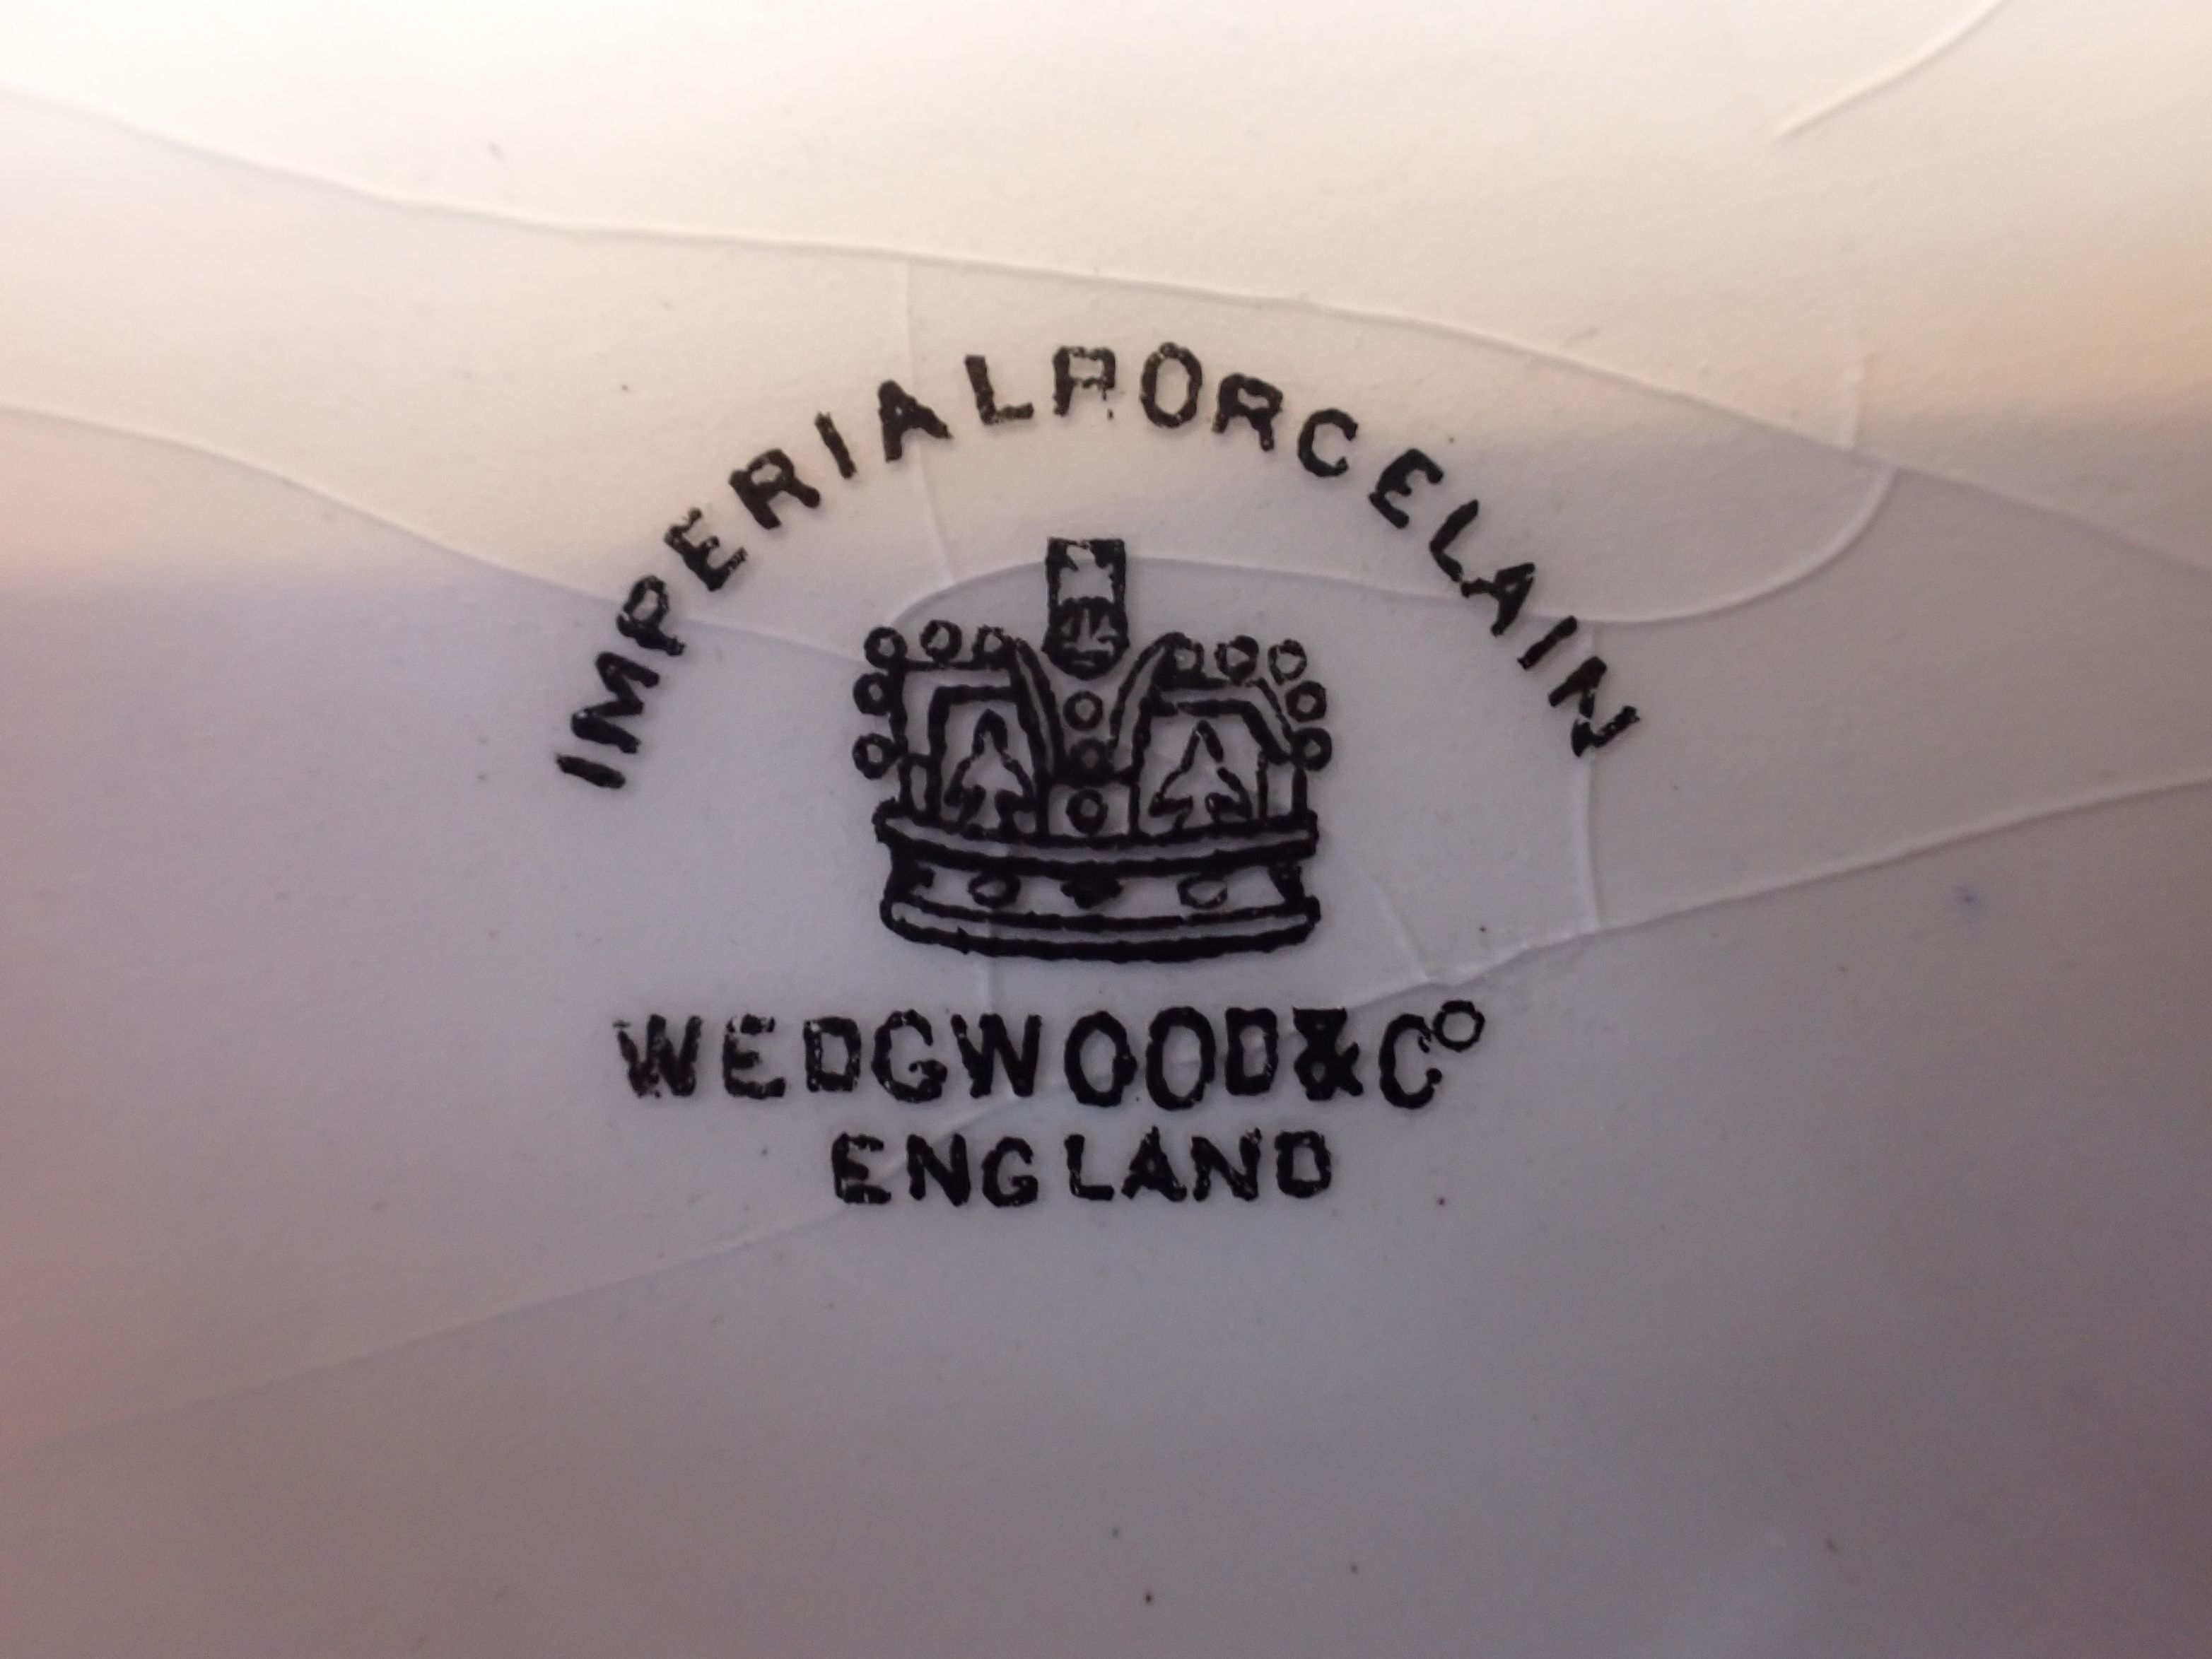 IMPERIAL PORCELAIN
WEDGWOOD & Cº
ENGLAND